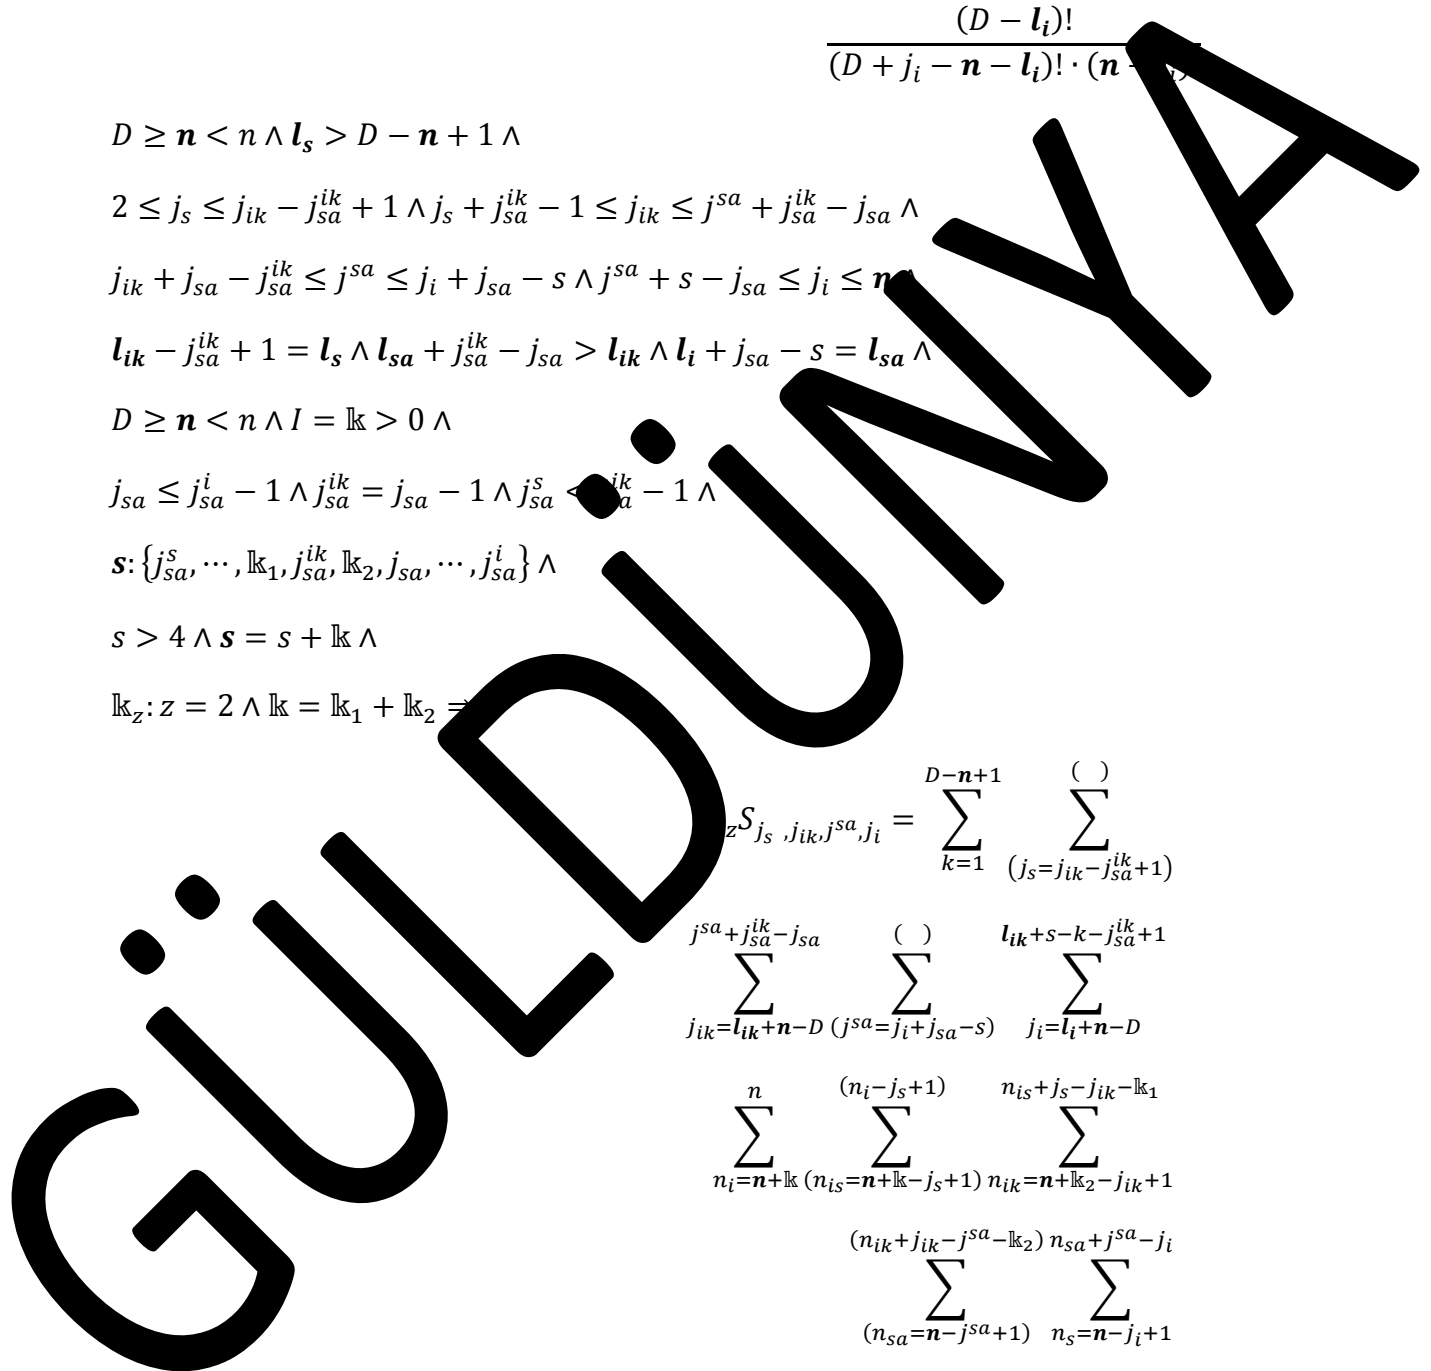 (D − l_i)!
(D + j_i − n − l_i)! · (n
D ≥ n < n ∧ l_s > D − n + 1 ∧
2 ≤ j_s ≤ j_ik − j_sa^ik + 1 ∧ j_s + j_sa^ik − 1 ≤ j_ik ≤ j^sa + j_sa^ik − j_sa ∧
j_ik + j_sa − j_sa^ik ≤ j^sa ≤ j_i + j_sa − s ∧ j^sa + s − j_sa ≤ j_i ≤ n ∧
l_ik − j_sa^ik + 1 = l_s ∧ l_sa + j_sa^ik − j_sa > l_ik ∧ l_i + j_sa − s = l_sa ∧
D ≥ n < n ∧ I = 𝕜 > 0 ∧
j_sa ≤ j_sa^i − 1 ∧ j_sa^ik = j_sa − 1 ∧ j_sa^s − 1 ∧
s: {j_sa^s, ⋯, 𝕜_1, j_sa^ik, 𝕜_2, j_sa, ⋯, j_sa^i} ∧
s > 4 ∧ s = s + 𝕜 ∧
𝕜_z: z = 2 ∧ 𝕜 = 𝕜_1 + 𝕜_2 ⇒
_z S_{j_s ,j_ik,j^sa,j_i} = ∑_{k=1}^{D−n+1} ∑_{(j_s=j_ik−j_sa^ik+1)}^{( )}
∑_{j_ik=l_ik+n−D}^{j^sa+j_sa^ik−j_sa} ∑_{(j^sa=j_i+j_sa−s)}^{( )} ∑_{j_i=l_i+n−D}^{l_ik+s−k−j_sa^ik+1}
∑_{n_i=n+𝕜}^{n} ∑_{(n_is=n+𝕜−j_s+1)}^{(n_i−j_s+1)} ∑_{n_ik=n+𝕜_2−j_ik+1}^{n_is+j_s−j_ik−𝕜_1}
∑_{(n_sa=n−j^sa+1)}^{(n_ik+j_ik−j^sa−𝕜_2)} ∑_{n_s=n−j_i+1}^{n_sa+j^sa−j_i}
GÜLDÜNYA